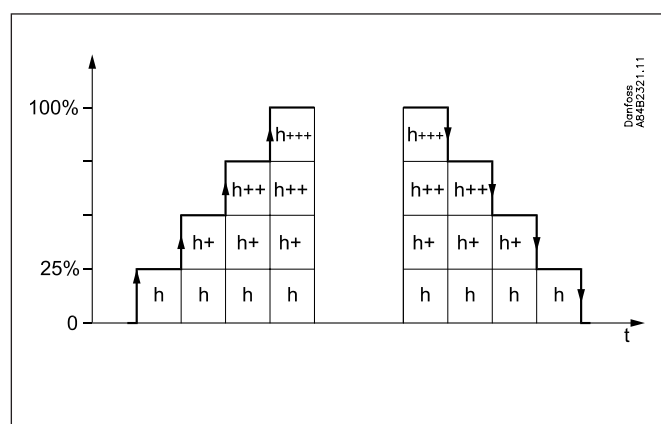 Danfoss
A84B2321.11
100%
h+++ h+++
h++ h++ h++ h++
h+ h+ h+ h+ h+ h+
25%
h h h h h h h h
0
t